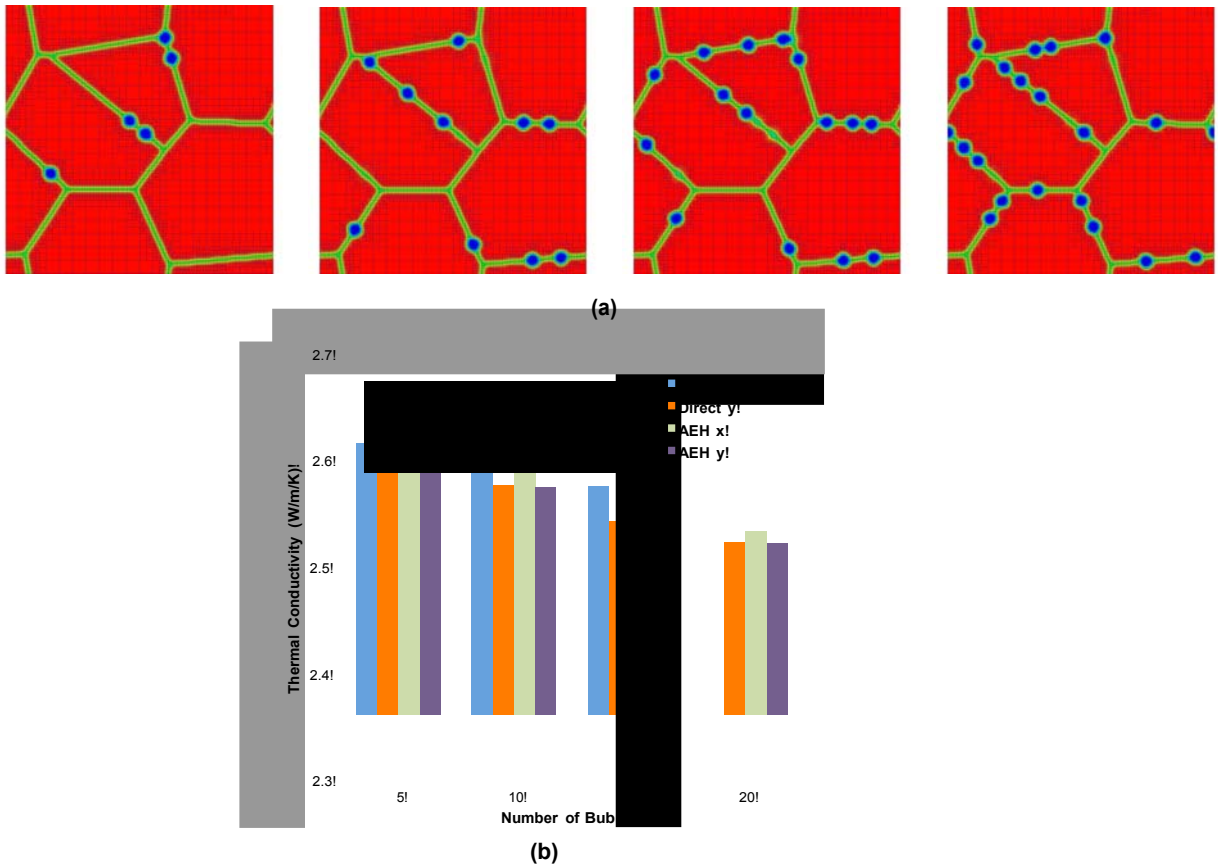 (a)
2.7!
Direct y!
AEH x!
AEH y!
2.6!
2.5!
2.4!
2.3!
Thermal Conductivity (W/m/K)!
5!
10!
20!
Number of Bub
(b)